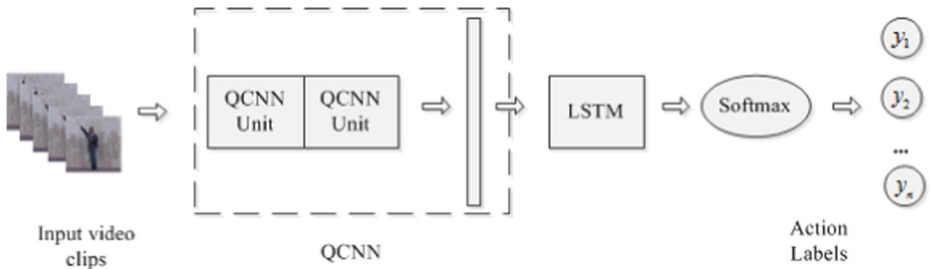 Input video
clips
QCNN
Unit
QCNN
Unit
QCNN
LSTM
Softmax
y1
y2
...
yn
Action
Labels